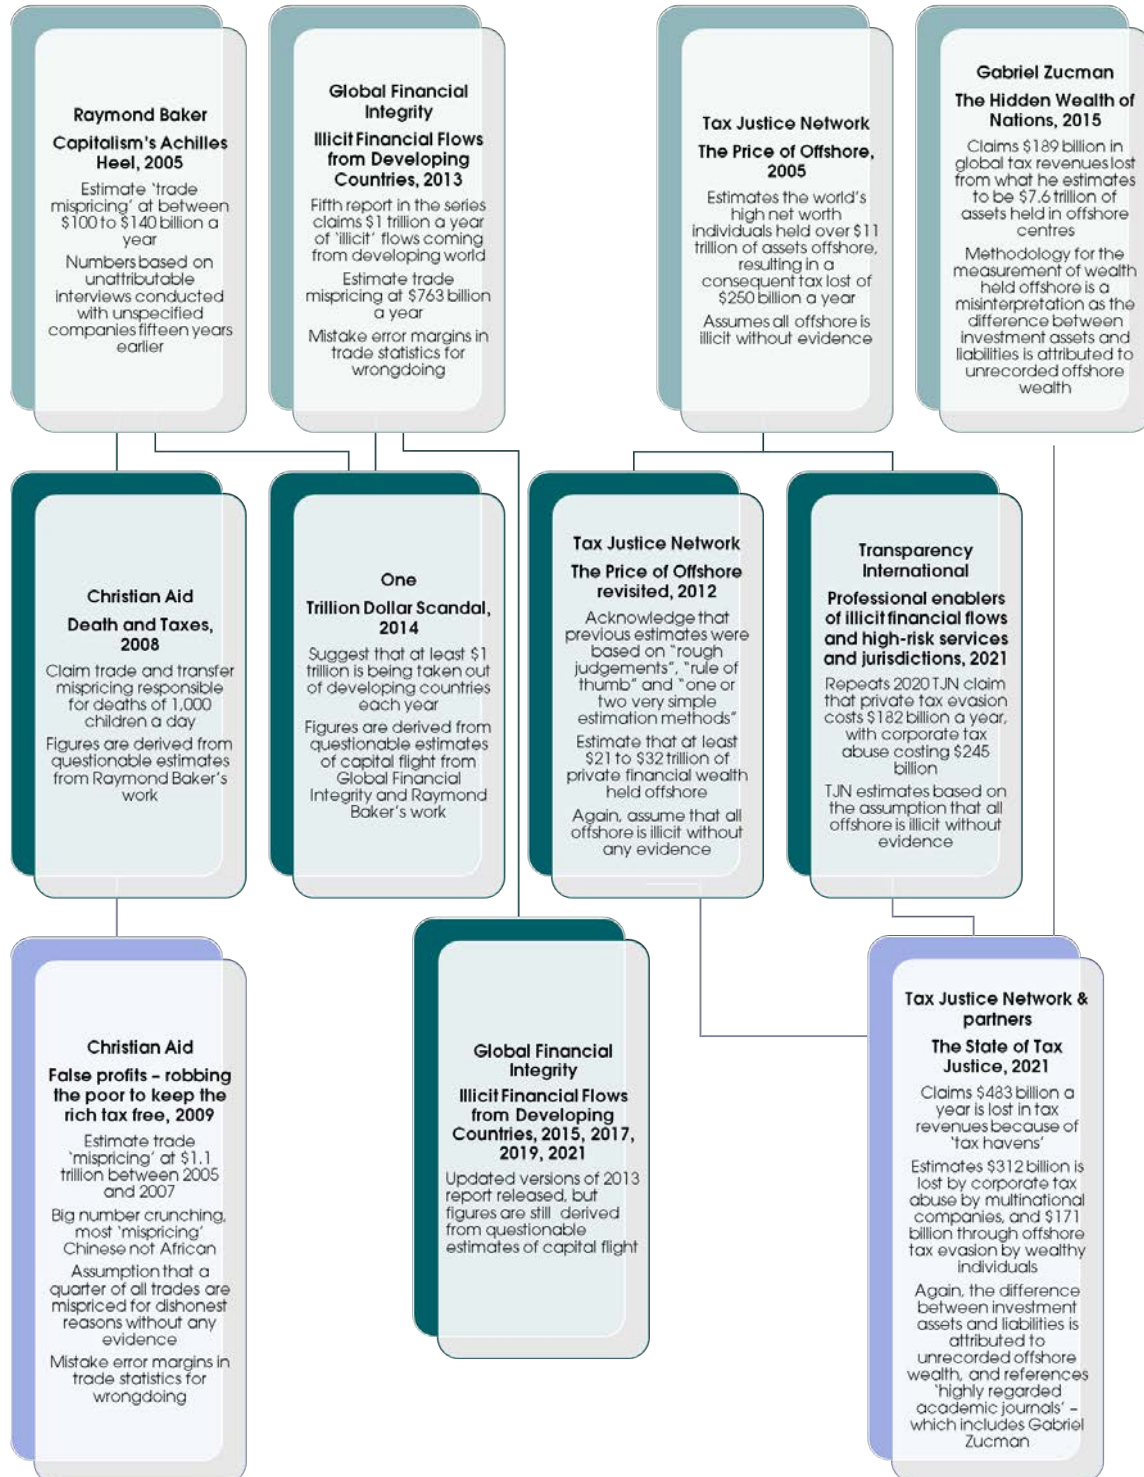 Raymond Baker
Capitalism's Achilles
Heel, 2005
Estimate 'trade
mispricing' at between
$100 to $140 billion a
year
Numbers based on
unattributable
interviews conducted
with unspecified
companies fifteen years
earlier
Global Financial
Integrity
Illicit Financial Flows
from Developing
Countries, 2013
Fifth report in the series
claims $1 trillion a year
of 'illicit' flows coming
from developing world
Estimate trade
mispricing at $763 billion
a year
Mistake error margins in
trade statistics for
wrongdoing
Tax Justice Network
The Price of Offshore,
2005
Estimates the world's
high net worth
individuals held over $11
trillion of assets offshore,
resulting in a
consequent tax lost of
$250 billion a year
Assumes all offshore is
illicit without evidence
Gabriel Zucman
The Hidden Wealth of
Nations, 2015
Claims $189 billion in
global tax revenues lost
from what he estimates
to be $7.6 trillion of
assets held in offshore
centres
Methodology for the
measurement of wealth
held offshore is a
misinterpretation as the
difference between
investment assets and
liabilities is attributed to
unrecorded offshore
wealth
Christian Aid
Death and Taxes,
2008
Claim trade and transfer
mispricing responsible
for deaths of 1,000
children a day
Figures are derived from
questionable estimates
from Raymond Baker's
work
One
Trillion Dollar Scandal,
2014
Suggest that at least $1
trillion is being taken out
of developing countries
each year
Figures are derived from
questionable estimates
of capital flight from
Global Financial
Integrity and Raymond
Baker's work
Tax Justice Network
The Price of Offshore
revisited, 2012
Acknowledge that
previous estimates were
based on "rough
judgements", "rule of
thumb" and "one or
two very simple
estimation methods"
Estimate that at least
$21 to $32 trillion of
private financial wealth
held offshore
Again, assume that all
offshore is illicit without
any evidence
Transparency
International
Professional enablers
of illicit financial flows
and high-risk services
and jurisdictions, 2021
Repeats 2020 TJN claim
that private tax evasion
costs $182 billion a year,
with corporate tax
abuse costing $245
billion
TJN estimates based on
the assumption that all
offshore is illicit without
evidence
Christian Aid
False profits – robbing
the poor to keep the
rich tax free, 2009
Estimate trade
'mispricing' at $1.1
trillion between 2005
and 2007
Big number crunching,
most 'mispricing'
Chinese not African
Assumption that a
quarter of all trades are
mispriced for dishonest
reasons without any
evidence
Mistake error margins in
trade statistics for
wrongdoing
Global Financial
Integrity
Illicit Financial Flows
from Developing
Countries, 2015, 2017,
2019, 2021
Updated versions of 2013
report released, but
figures are still derived
from questionable
estimates of capital flight
Tax Justice Network &
partners
The State of Tax
Justice, 2021
Claims $483 billion a
year is lost in tax
revenues because of
'tax havens'
Estimates $312 billion is
lost by corporate tax
abuse by multinational
companies, and $171
billion through offshore
tax evasion by wealthy
individuals
Again, the difference
between investment
assets and liabilities is
attributed to
unrecorded offshore
wealth, and references
'highly regarded
academic journals' –
which includes Gabriel
Zucman